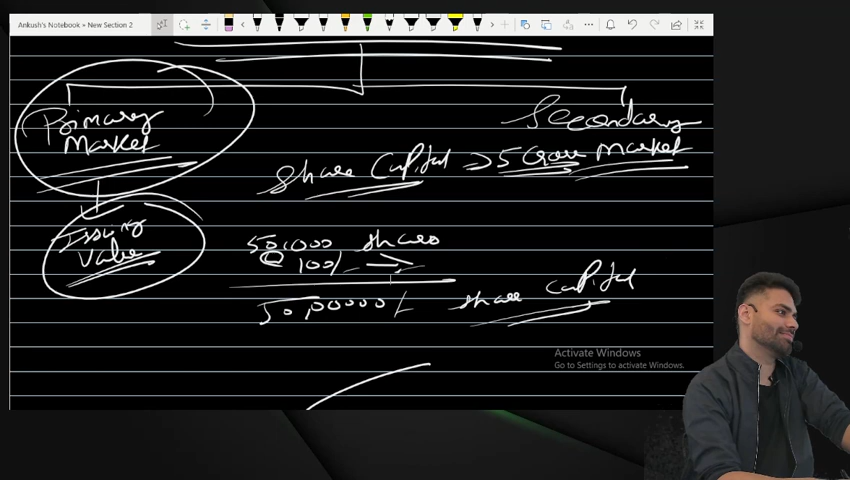 Ankush's Notebook • New Section 2
Primary
Market
Secondary
Market
Share Capital => 5 Crore
Issuing
Value
50,000 shares
@ 100/-
50,00000/- share capital
Activate Windows
Go to Settings to activate Windows.